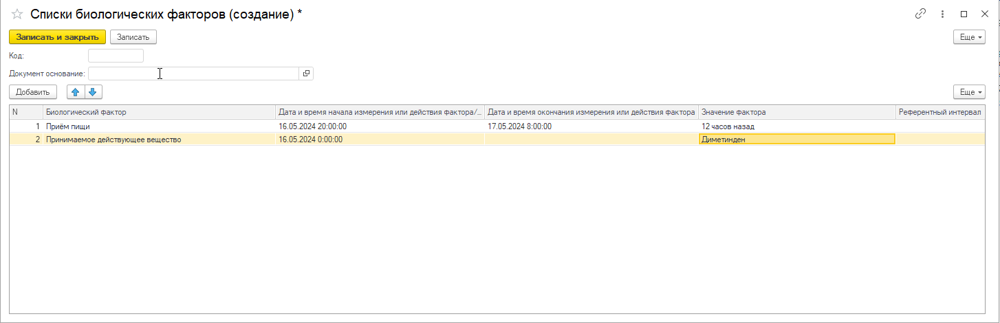 Списки биологических факторов (создание) *
Записать и закрыть Записать Еще
Код:
Документ основание:
Добавить Еще
N Биологический фактор Дата и время начала измерения или действия фактора/... Дата и время окончания измерения или действия фактора Значение фактора Референтный интервал
1 Приём пищи 16.05.2024 20:00:00 17.05.2024 8:00:00 12 часов назад
2 Принимаемое действующее вещество 16.05.2024 0:00:00 Диметинден